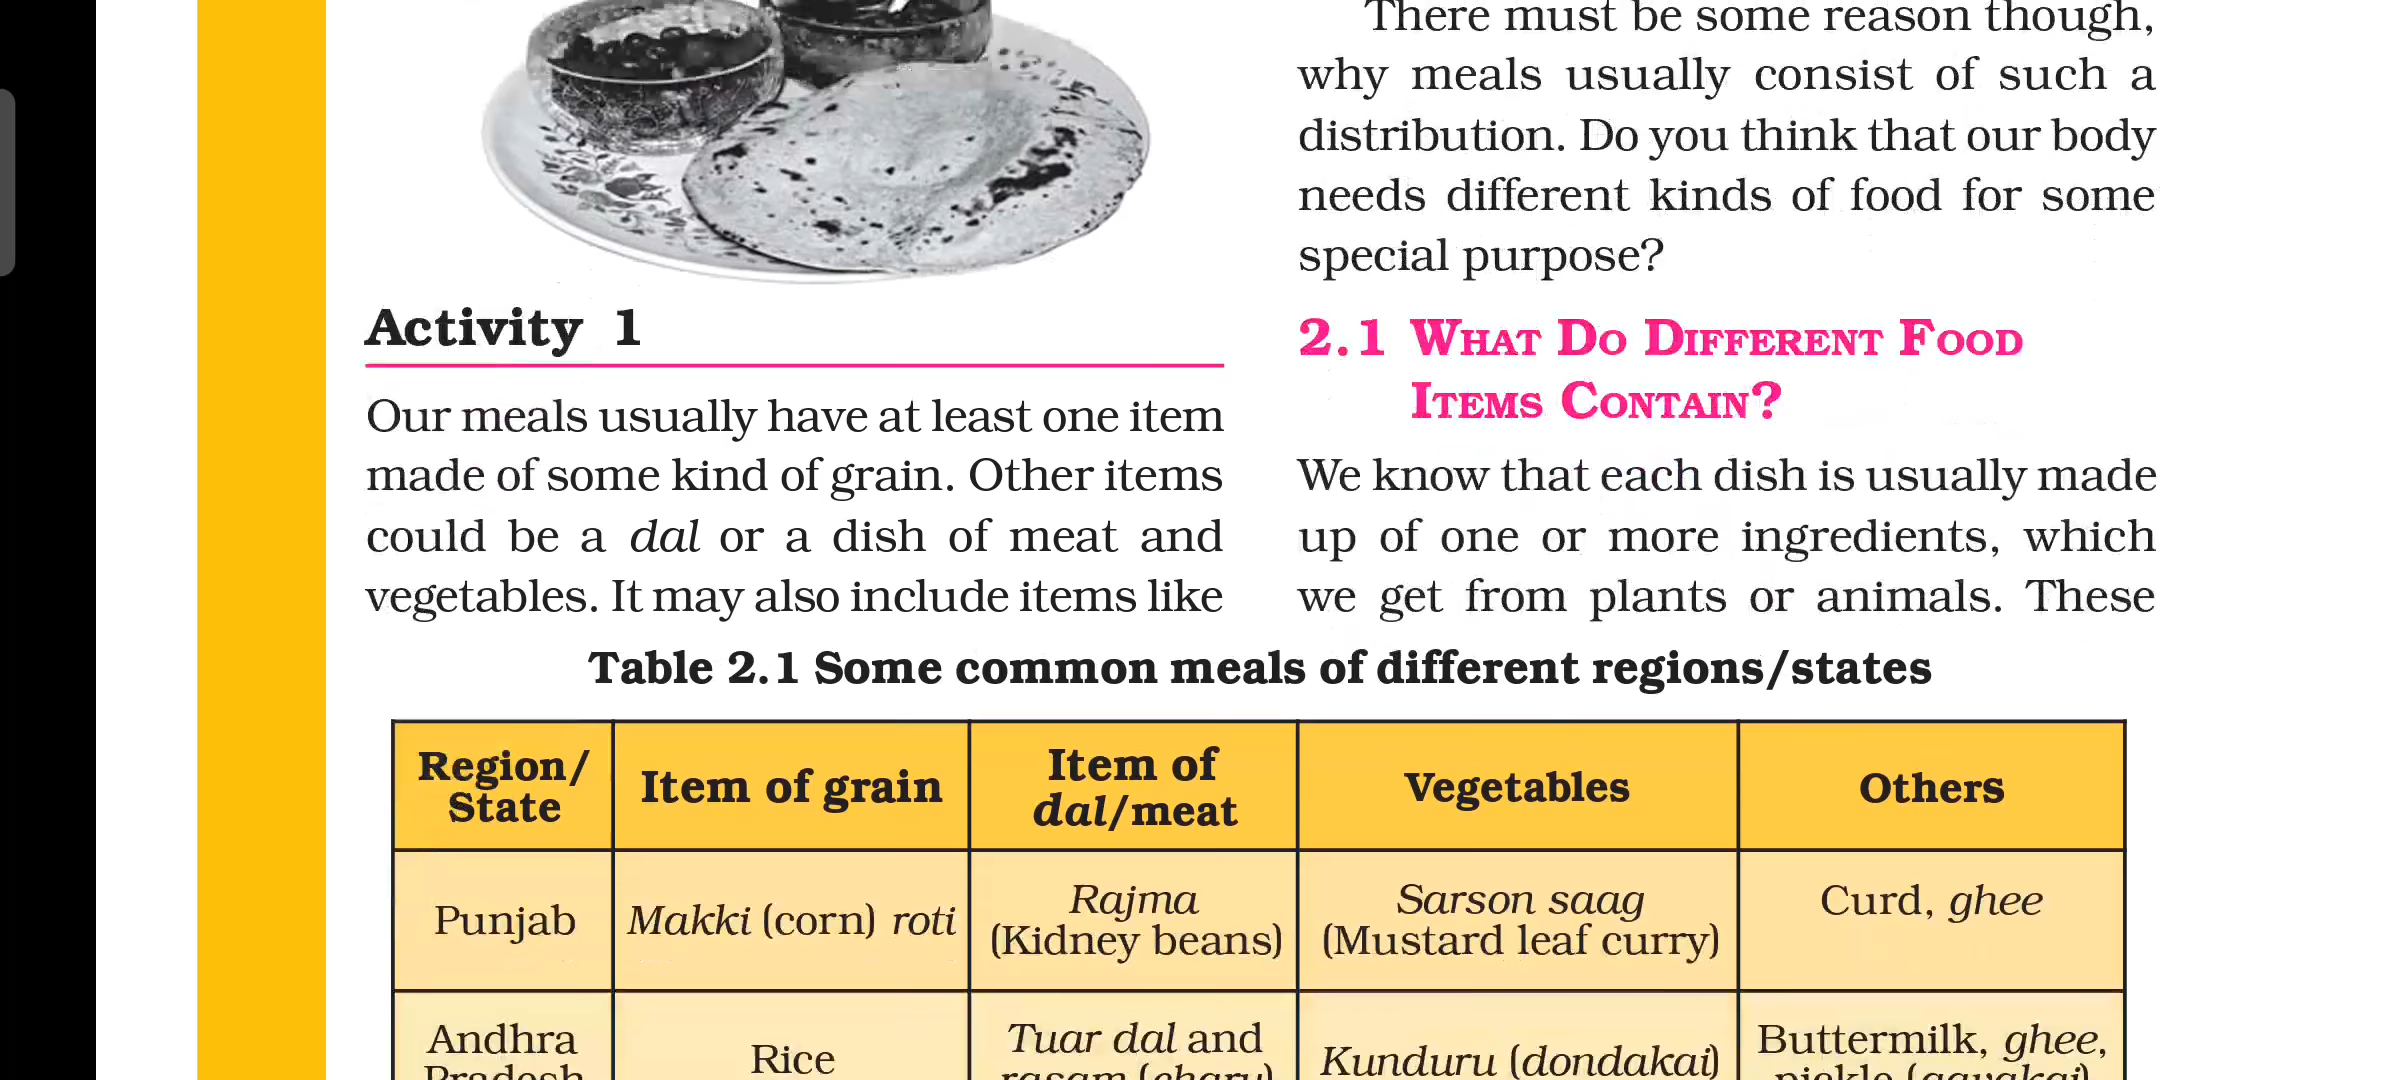 Activity 1
Our meals usually have at least one item
made of some kind of grain. Other items
could be a dal or a dish of meat and
vegetables. It may also include items like
There must be some reason though,
why meals usually consist of such a
distribution. Do you think that our body
needs different kinds of food for some
special purpose?
2.1 What Do Different Food
Items Contain?
We know that each dish is usually made
up of one or more ingredients, which
we get from plants or animals. These
Table 2.1 Some common meals of different regions/states
Region/
State
Item of grain
Item of
dal/meat
Vegetables
Others
Punjab
Makki (corn) roti
Rajma
(Kidney beans)
Sarson saag
(Mustard leaf curry)
Curd, ghee
Andhra
Pradesh
Rice
Tuar dal and
rasam (charu)
Kunduru (dondakai)
Buttermilk, ghee,
pickle (aavakai)